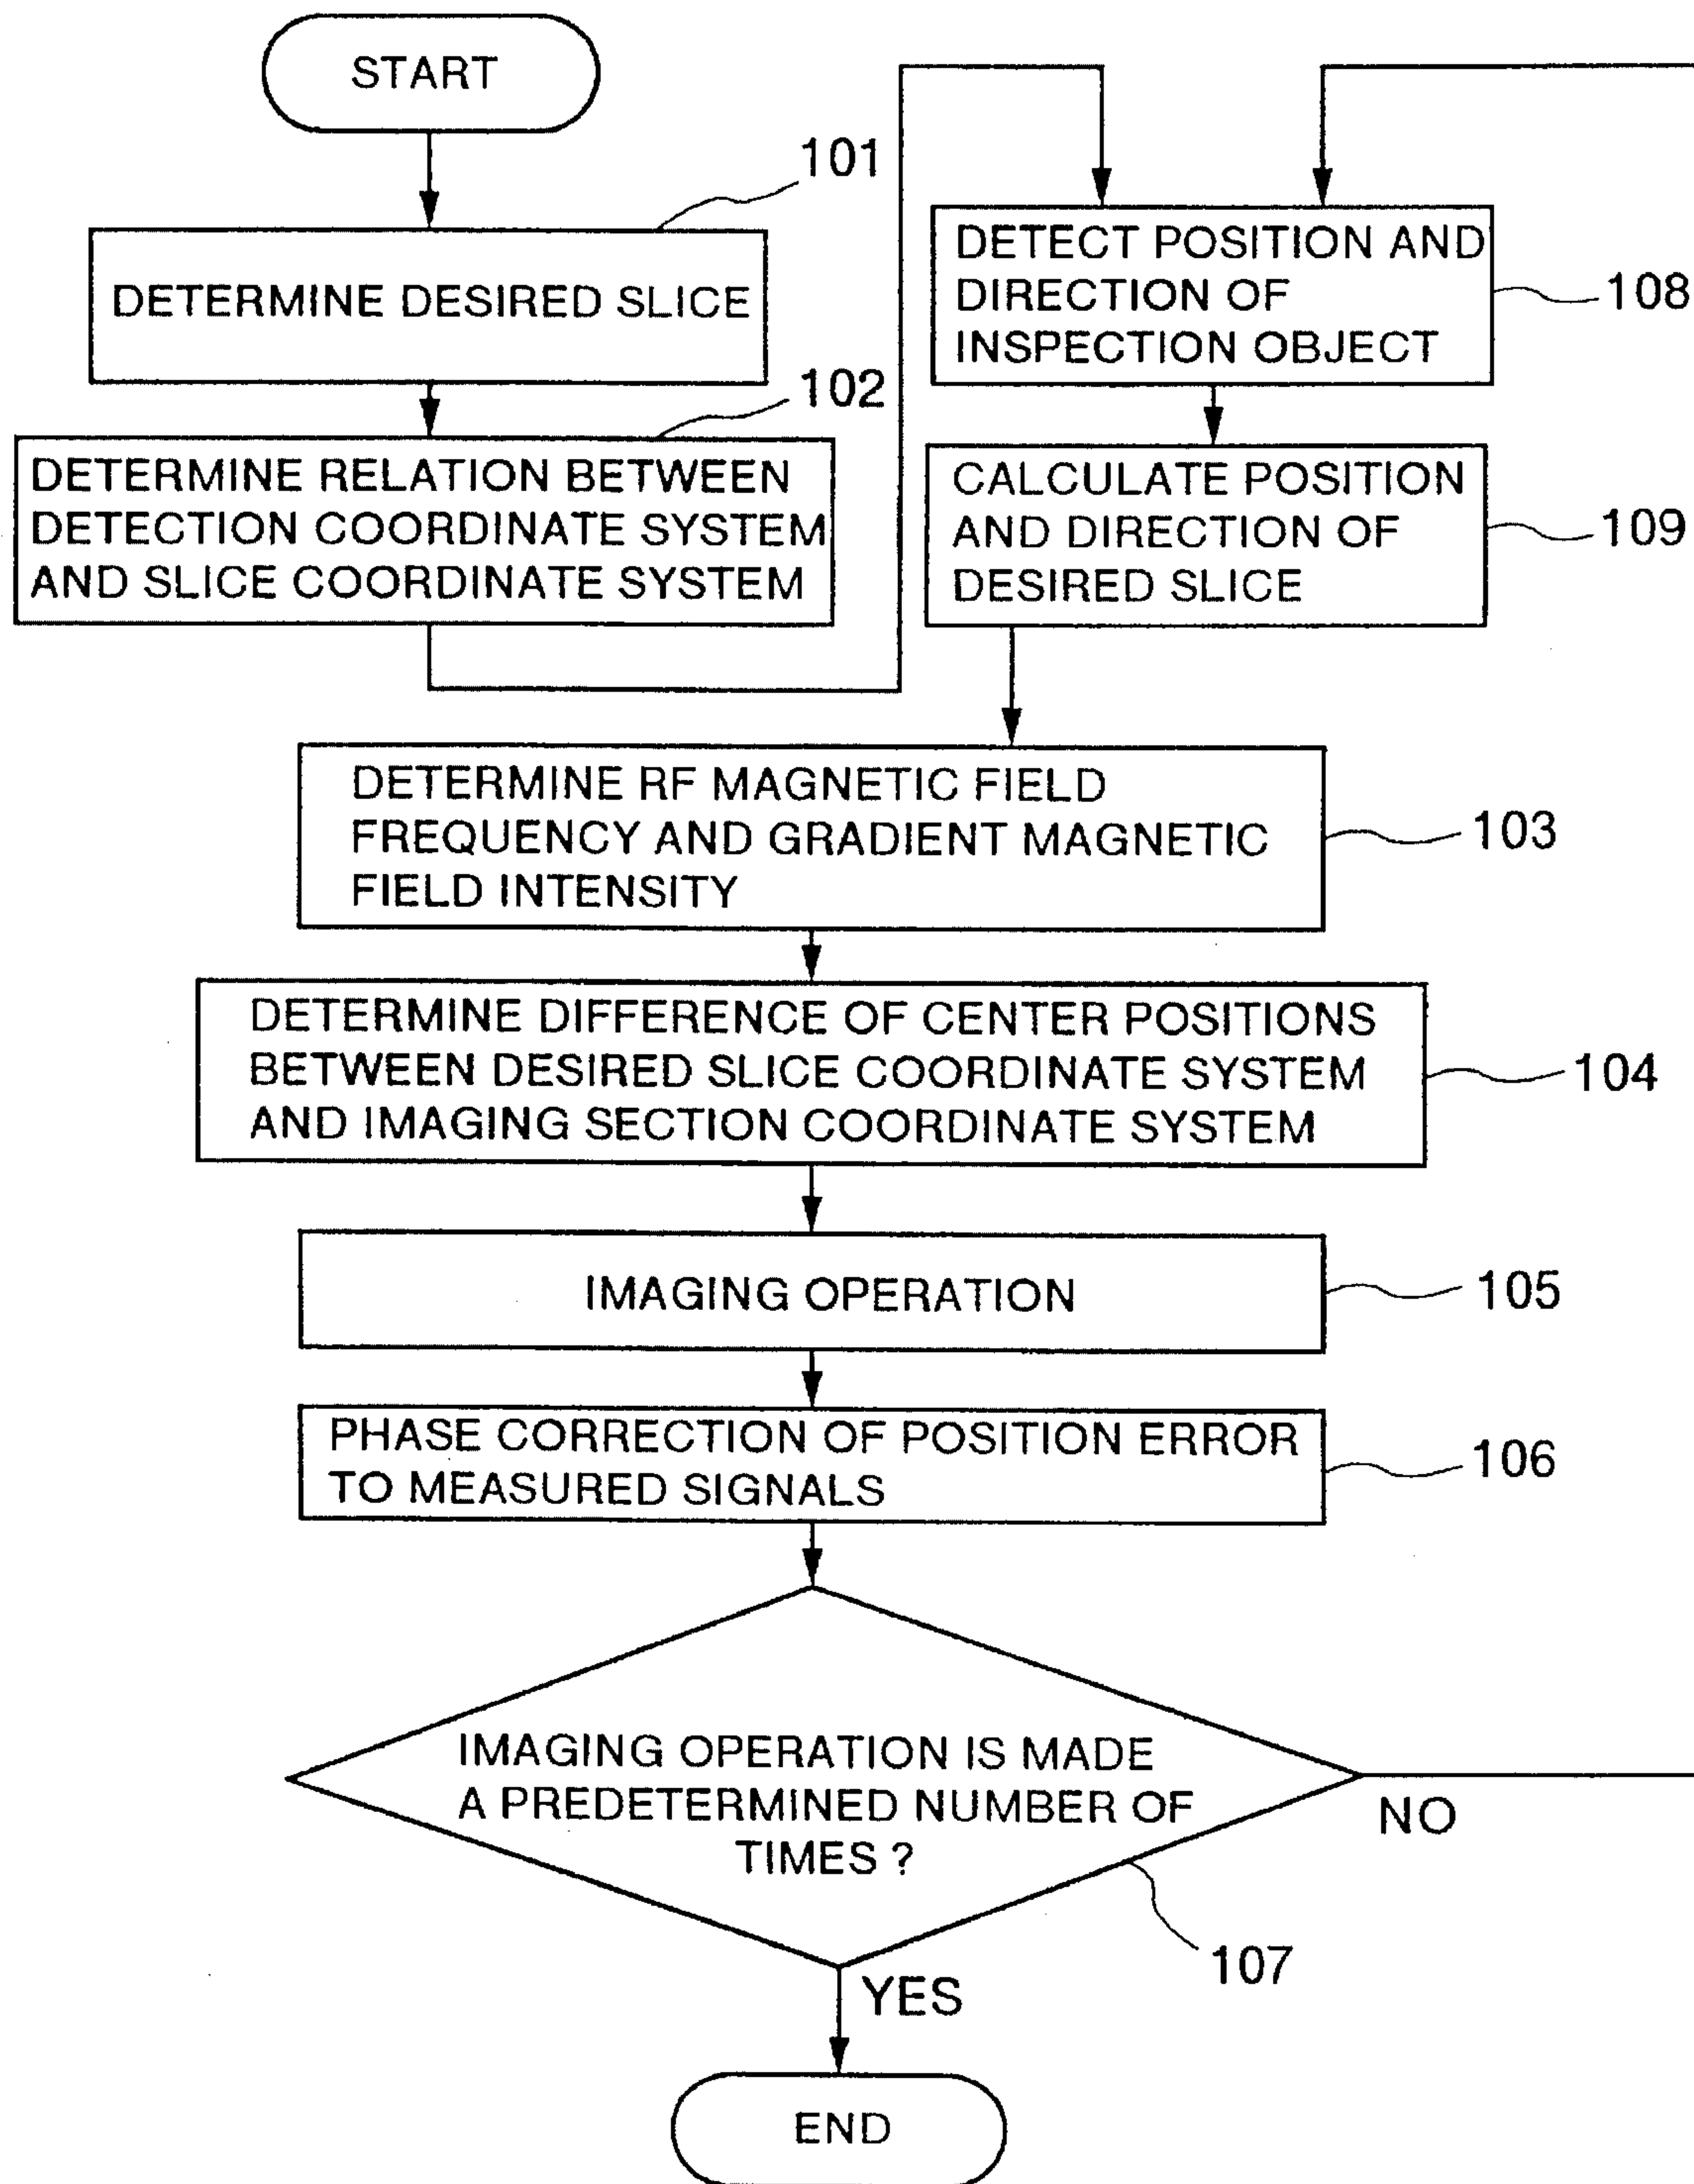 START
101
DETERMINE DESIRED SLICE
102
DETERMINE RELATION BETWEEN
DETECTION COORDINATE SYSTEM
AND SLICE COORDINATE SYSTEM
DETECT POSITION AND
DIRECTION OF
INSPECTION OBJECT
108
CALCULATE POSITION
AND DIRECTION OF
DESIRED SLICE
109
DETERMINE RF MAGNETIC FIELD
FREQUENCY AND GRADIENT MAGNETIC
FIELD INTENSITY
103
DETERMINE DIFFERENCE OF CENTER POSITIONS
BETWEEN DESIRED SLICE COORDINATE SYSTEM
AND IMAGING SECTION COORDINATE SYSTEM
104
IMAGING OPERATION
105
PHASE CORRECTION OF POSITION ERROR
TO MEASURED SIGNALS
106
IMAGING OPERATION IS MADE
A PREDETERMINED NUMBER OF
TIMES ?
NO
107
YES
END